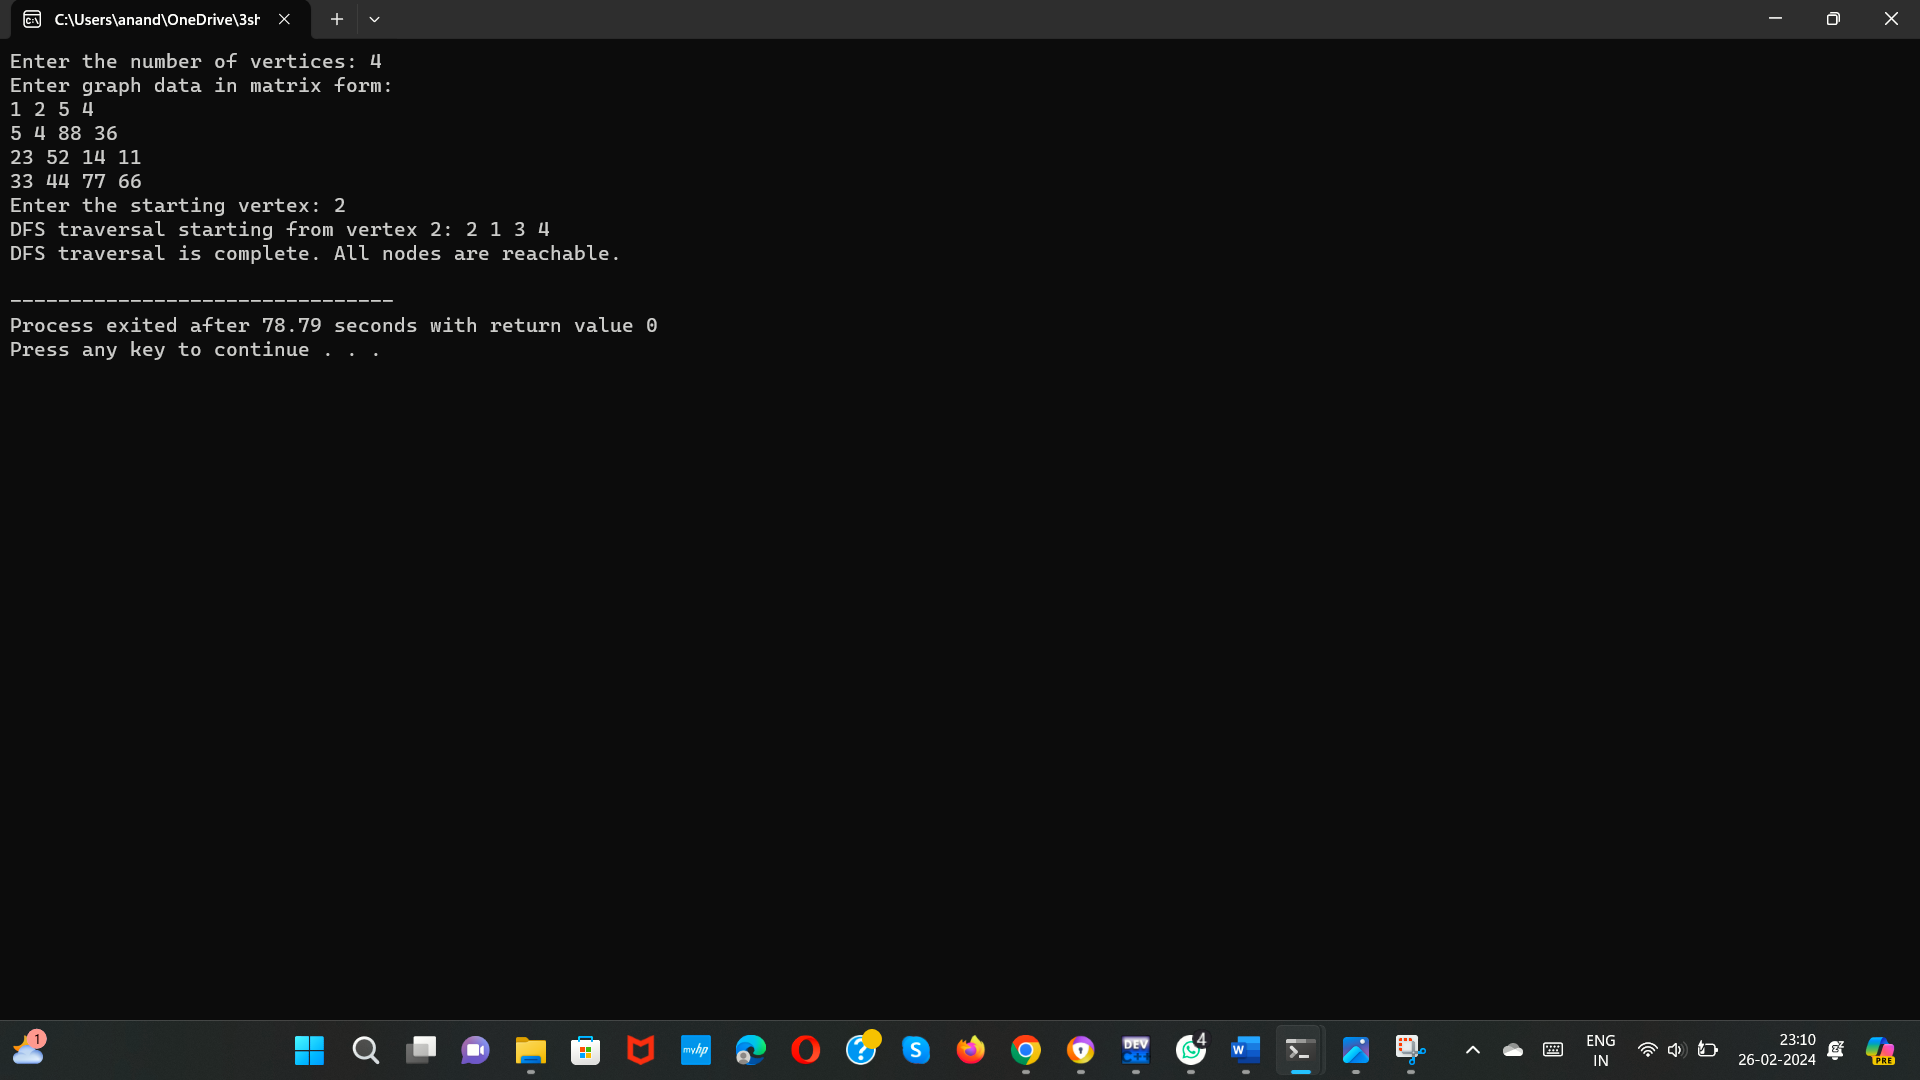 C:\Users\anand\OneDrive\3sh
Enter the number of vertices: 4
Enter graph data in matrix form:
1 2 5 4
5 4 88 36
23 52 14 11
33 44 77 66
Enter the starting vertex: 2
DFS traversal starting from vertex 2: 2 1 3 4
DFS traversal is complete. All nodes are reachable.
--------------------------------
Process exited after 78.79 seconds with return value 0
Press any key to continue . . .
1
myhp
S
DEV
C++
4
W
ENG
IN
23:10
26-02-2024
PRE